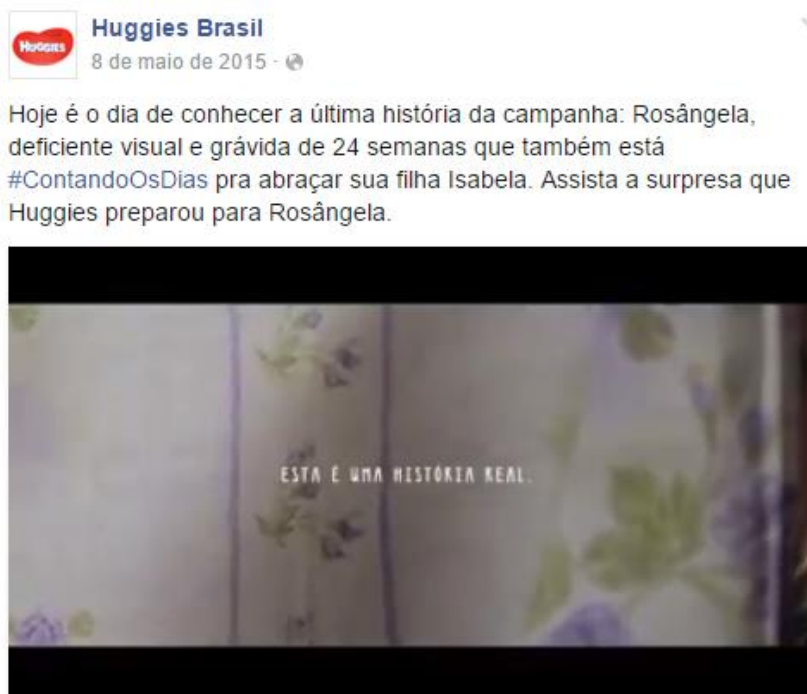 HUGGIES
Huggies Brasil
8 de maio de 2015 ·
Hoje é o dia de conhecer a última história da campanha: Rosângela,
deficiente visual e grávida de 24 semanas que também está
#ContandoOsDias pra abraçar sua filha Isabela. Assista a surpresa que
Huggies preparou para Rosângela.
ESTA É UMA HISTÓRIA REAL.